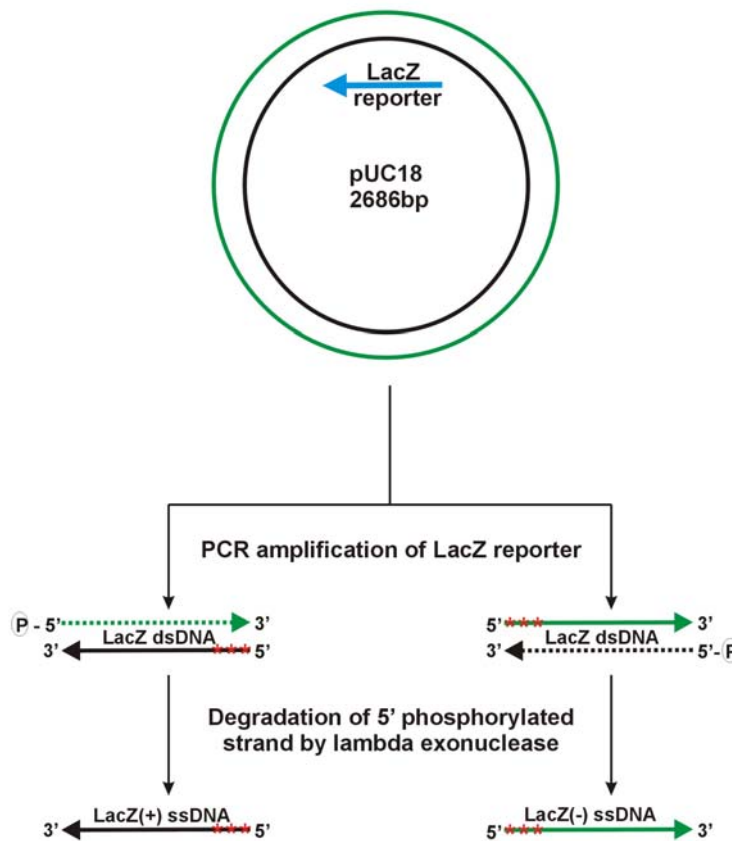 LacZ
reporter
pUC18
2686bp
PCR amplification of LacZ reporter
P - 5’ 3’
LacZ dsDNA
3’ *** 5’
5’ *** 3’
LacZ dsDNA
3’ 5’-P
Degradation of 5’ phosphorylated
strand by lambda exonuclease
LacZ(+) ssDNA
3’ *** 5’
LacZ(-) ssDNA
5’ *** 3’